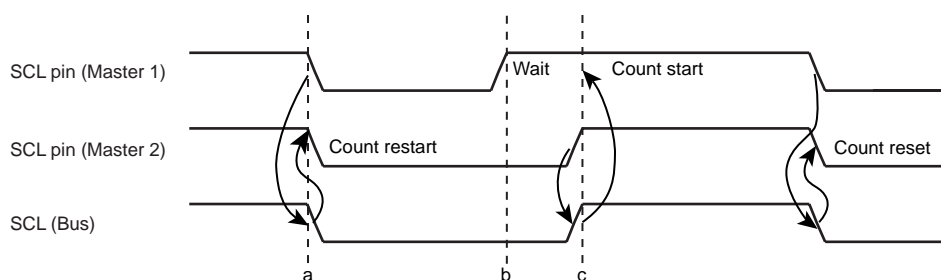 SCL pin (Master 1)
Wait
Count start
SCL pin (Master 2)
Count restart
Count reset
SCL (Bus)
a
b
c